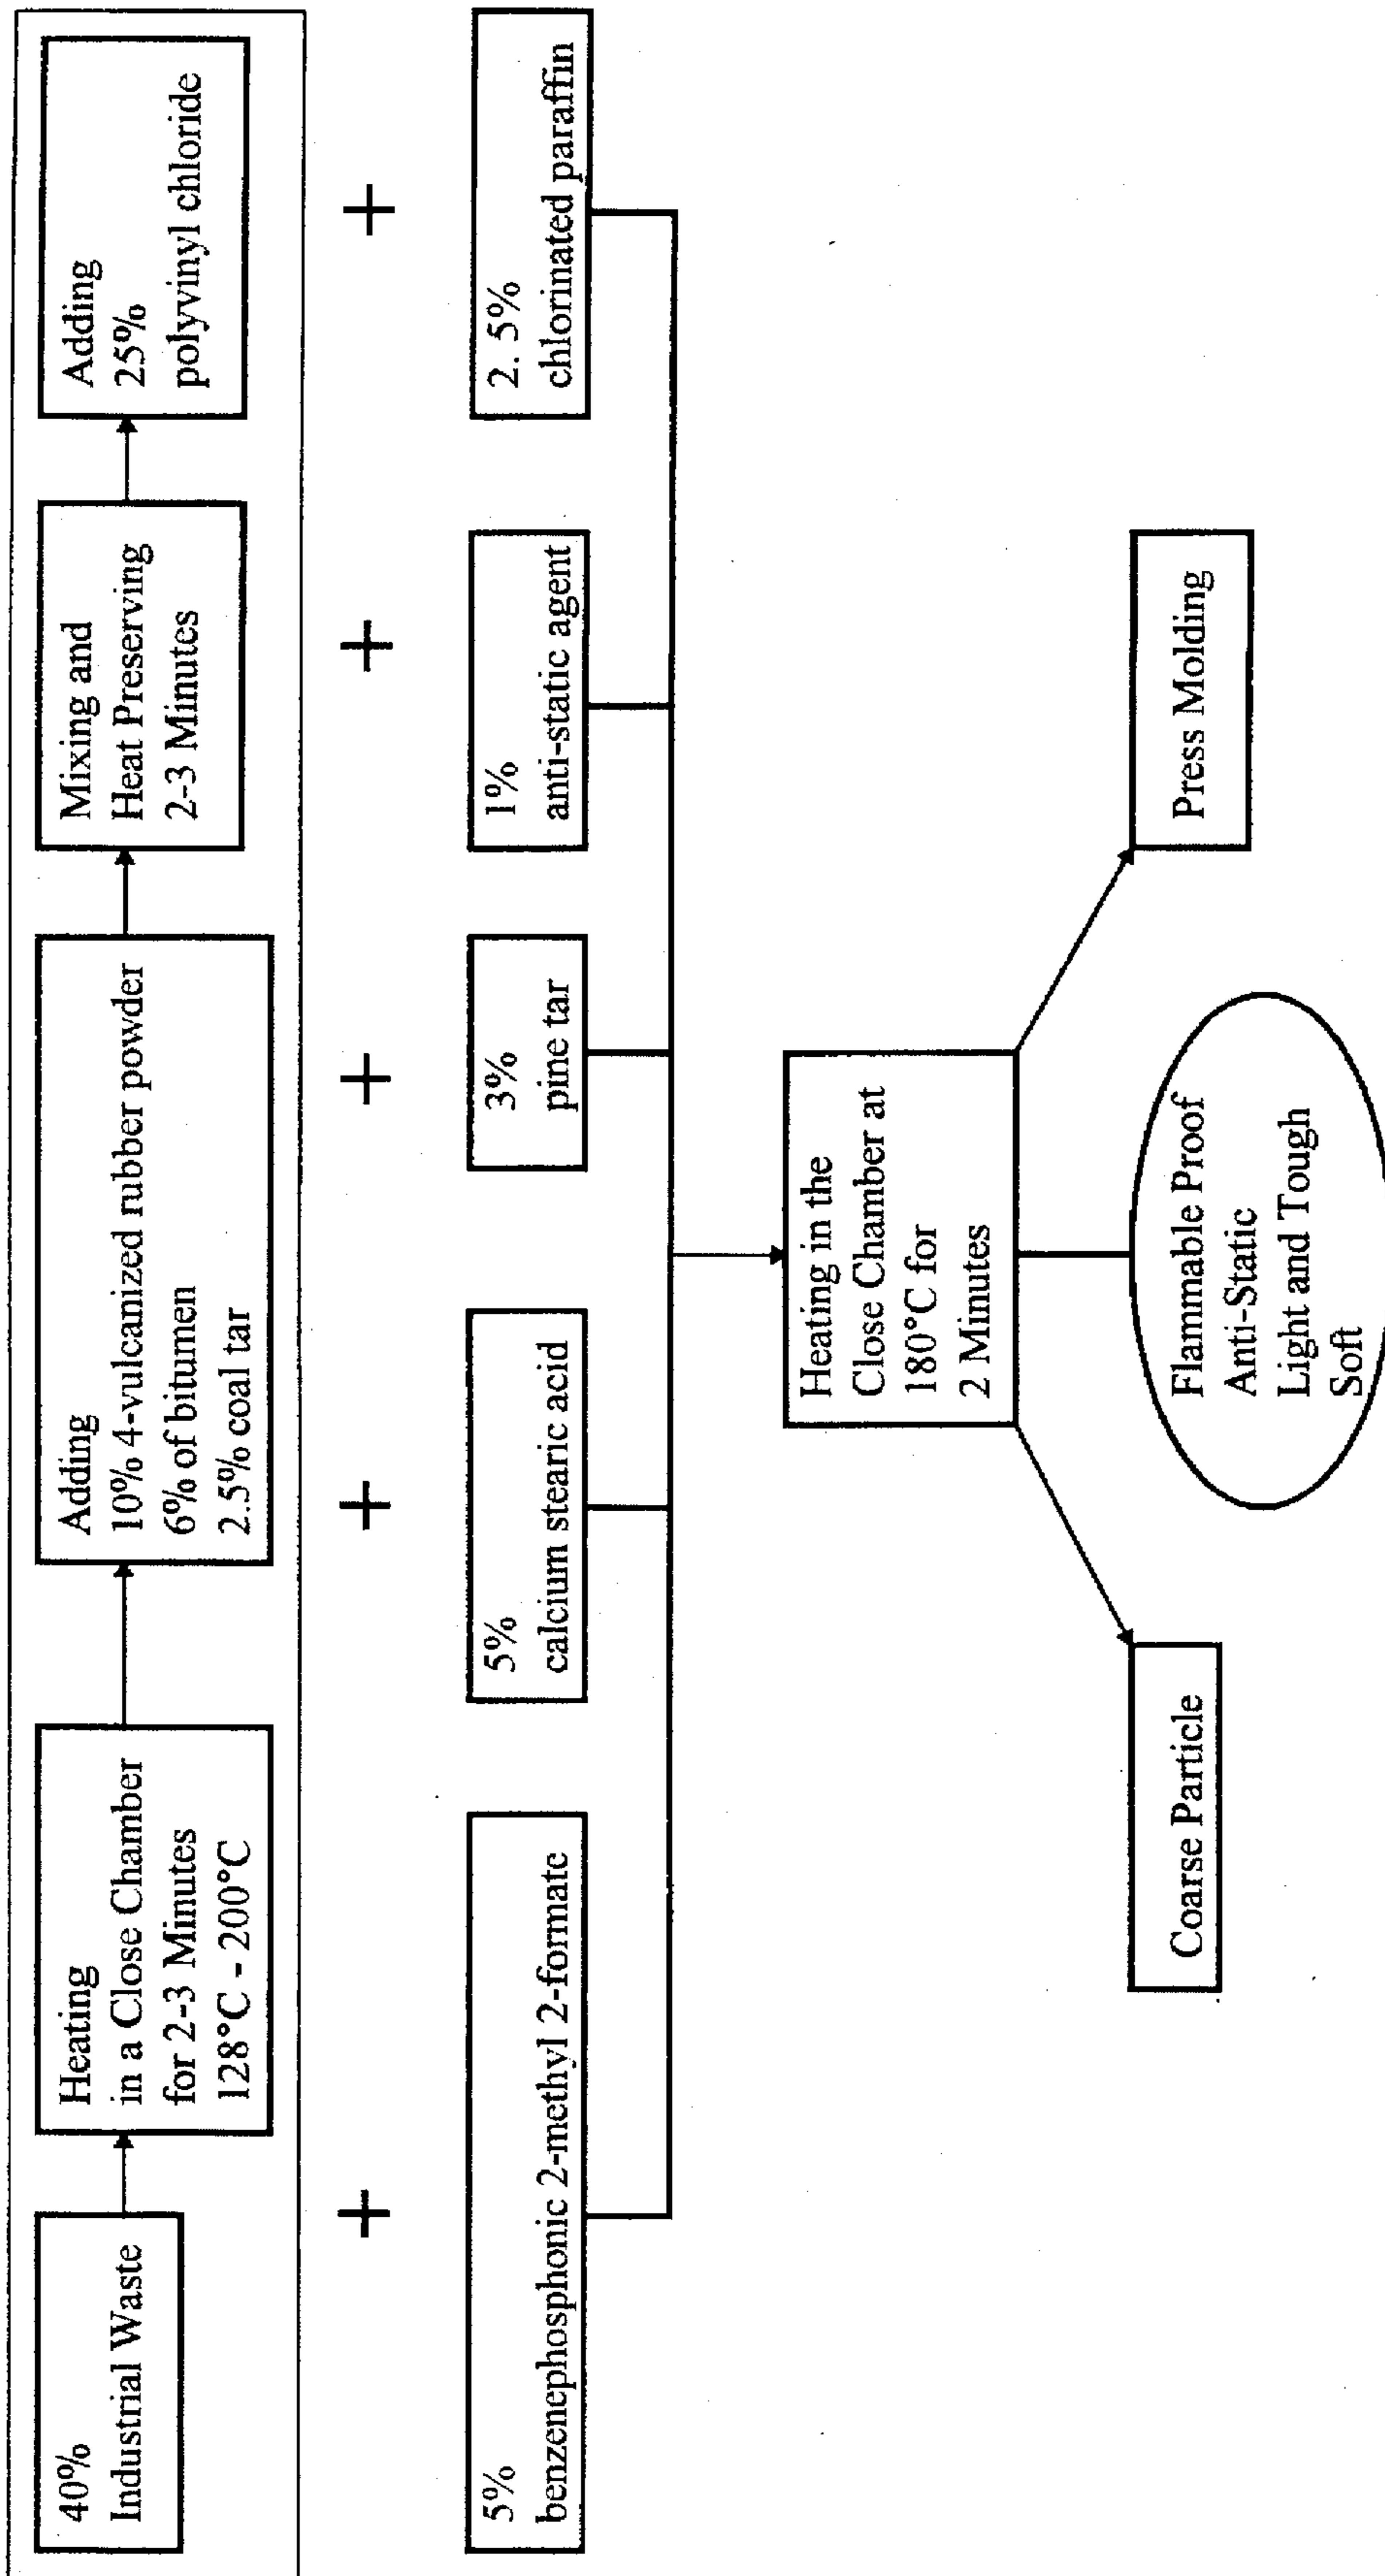 40%
Industrial Waste
Heating
in a Close Chamber
for 2-3 Minutes
128°C - 200°C
Adding
10% 4-vulcanized rubber powder
6% of bitumen
2.5% coal tar
Mixing and
Heat Preserving
2-3 Minutes
Adding
25%
polyvinyl chloride
+
+
+
+
+
5%
benzenephosphonic 2-methyl 2-formate
5%
calcium stearic acid
3%
pine tar
1%
anti-static agent
2. 5%
chlorinated paraffin
Heating in the
Close Chamber at
180°C for
2 Minutes
Coarse Particle
Flammable Proof
Anti-Static
Light and Tough
Soft
Press Molding